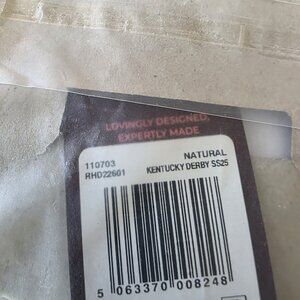 LOVINGLY DESIGNED,
EXPERTLY MADE
110703 NATURAL
RHD22601 KENTUCKY DERBY SS25
5 063370 008248